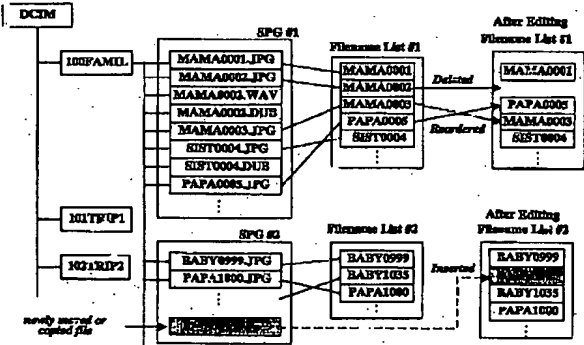 DCIM
100FAMIL
SPG #1
MAMA0001.JPG
MAMA0002.JPG
MAMA0002.WAV
MAMA0002.DUB
MAMA0003.JPG
SIST0004.JPG
SIST0004.DUB
PAPA0005.JPG
Filename List #1
MAMA0001
MAMA0002
MAMA0003
PAPA0005
SIST0004
Deleted
Reordered
After Editing
Filename List #1
MAMA0001
PAPA0005
MAMA0003
SIST0004
101TRIP1
102TRIP2
SPG #2
BABY0999.JPG
PAPA1000.JPG
newly moved or
copied file
Filename List #2
BABY0999
BABY1035
PAPA1000
Inserted
After Editing
Filename List #2
BABY0999
BABY1035
PAPA1000